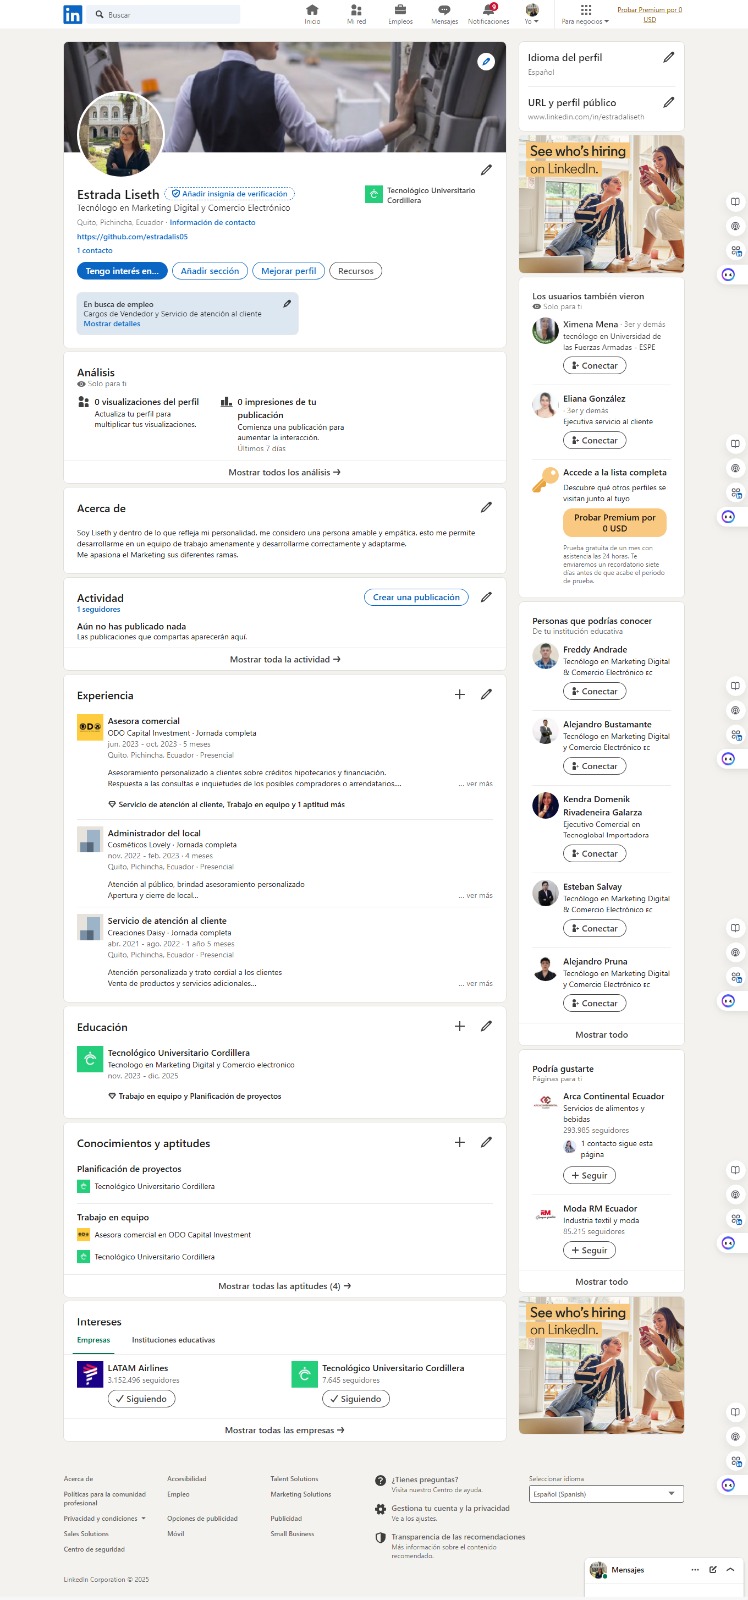 in
Buscar
Inicio
Mi red
Empleos
Mensajes
9
Notificaciones
Yo
Para negocios
Probar Premium por 0
USD
Estrada Liseth
Añadir insignia de verificación
Tecnólogo en Marketing Digital y Comercio Electrónico
Quito, Pichincha, Ecuador · Información de contacto
https://github.com/estradalis05
1 contacto
Tecnológico Universitario
Cordillera
Tengo interés en...
Añadir sección
Mejorar perfil
Recursos
En busca de empleo
Cargos de Vendedor y Servicio de atención al cliente
Mostrar detalles
Análisis
Solo para ti
0 visualizaciones del perfil
Actualiza tu perfil para
multiplicar tus visualizaciones.
0 impresiones de tu
publicación
Comienza una publicación para
aumentar la interacción.
Últimos 7 días
Mostrar todos los análisis →
Acerca de
Soy Liseth y dentro de lo que refleja mi personalidad, me considero una persona amable y empática, esto me permite
desarrollarme en un equipo de trabajo amenamente y desarrollarme correctamente y adaptarme.
Me apasiona el Marketing sus diferentes ramas.
Actividad
1 seguidores
Crear una publicación
Aún no has publicado nada
Las publicaciones que compartas aparecerán aquí.
Mostrar toda la actividad →
Experiencia
ODO
Asesora comercial
ODO Capital Investment · Jornada completa
jun. 2023 - oct. 2023 · 5 meses
Quito, Pichincha, Ecuador · Presencial
Asesoramiento personalizado a clientes sobre créditos hipotecarios y financiación.
Respuesta a las consultas e inquietudes de los posibles compradores o arrendatarios...
... ver más
Servicio de atención al cliente, Trabajo en equipo y 1 aptitud más
Administrador del local
Cosméticos Lovely · Jornada completa
nov. 2022 - feb. 2023 · 4 meses
Quito, Pichincha, Ecuador · Presencial
Atención al público, brindad asesoramiento personalizado
Apertura y cierre de local...
... ver más
Servicio de atención al cliente
Creaciones Daisy · Jornada completa
abr. 2021 - ago. 2022 · 1 año 5 meses
Quito, Pichincha, Ecuador · Presencial
Atención personalizada y trato cordial a los clientes
Venta de productos y servicios adicionales...
... ver más
Educación
Tecnológico Universitario Cordillera
Tecnologo en Marketing Digital y Comercio electronico
nov. 2023 - dic. 2025
Trabajo en equipo y Planificación de proyectos
Conocimientos y aptitudes
Planificación de proyectos
Tecnológico Universitario Cordillera
Trabajo en equipo
Asesora comercial en ODO Capital Investment
Tecnológico Universitario Cordillera
Mostrar todas las aptitudes (4) →
Intereses
Empresas
Instituciones educativas
LATAM Airlines
3.152.496 seguidores
Siguiendo
Tecnológico Universitario Cordillera
7.645 seguidores
Siguiendo
Mostrar todas las empresas →
Idioma del perfil
Español
URL y perfil público
www.linkedin.com/in/estradaliseth
See who's hiring
on LinkedIn.
Los usuarios también vieron
Solo para ti
Ximena Mena · 3er y demás
tecnólogo en Universidad de
las Fuerzas Armadas - ESPE
Conectar
Eliana González
· 3er y demás
Ejecutiva servicio al cliente
Conectar
Accede a la lista completa
Descubre qué otros perfiles se
visitan junto al tuyo
Probar Premium por
0 USD
Prueba gratuita de un mes con
asistencia las 24 horas. Te
enviaremos un recordatorio siete
días antes de que acabe el periodo
de prueba.
Personas que podrías conocer
De tu institución educativa
Freddy Andrade
Tecnólogo en Marketing Digital
& Comercio Electrónico EC
Conectar
Alejandro Bustamante
Tecnólogo en Marketing Digital
y Comercio Electrónico EC
Conectar
Kendra Domenik
Rivadeneira Galarza
Ejecutivo Comercial en
Tecnoglobal Importadora
Conectar
Esteban Salvay
Tecnólogo en Marketing Digital
& Comercio Electrónico EC
Conectar
Alejandro Pruna
Tecnólogo en Marketing Digital
y Comercio Electrónico EC
Conectar
Mostrar todo
Podría gustarte
Páginas para ti
Arca Continental Ecuador
Servicios de alimentos y
bebidas
293.985 seguidores
1 contacto sigue esta
página
Seguir
RM
Moda RM Ecuador
Industria textil y moda
85.215 seguidores
Seguir
Mostrar todo
See who's hiring
on LinkedIn.
Acerca de
Accesibilidad
Talent Solutions
Políticas para la comunidad
profesional
Empleo
Marketing Solutions
Privacidad y condiciones
Opciones de publicidad
Publicidad
Sales Solutions
Móvil
Small Business
Centro de seguridad
¿Tienes preguntas?
Visita nuestro Centro de ayuda.
Gestiona tu cuenta y la privacidad
Ve a los ajustes.
Transparencia de las recomendaciones
Más información sobre el contenido
recomendado.
Seleccionar idioma
Español (Spanish)
LinkedIn Corporation © 2025
Mensajes